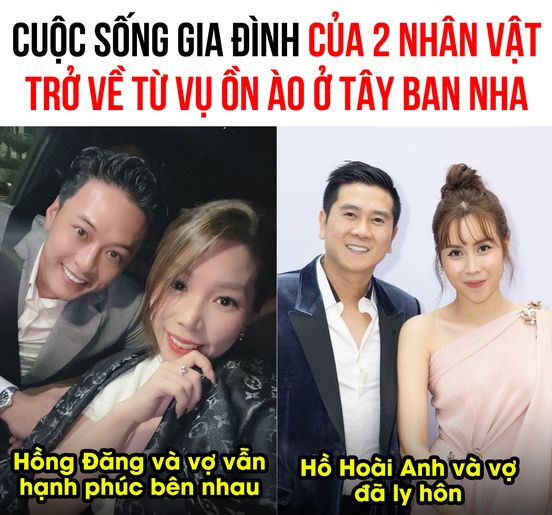 CUỘC SỐNG GIA ĐÌNH CỦA 2 NHÂN VẬT
TRỞ VỀ TỪ VỤ ỒN ÀO Ở TÂY BAN NHA
Hồng Đăng và vợ vẫn
hạnh phúc bên nhau
Hồ Hoài Anh và vợ
đã ly hôn